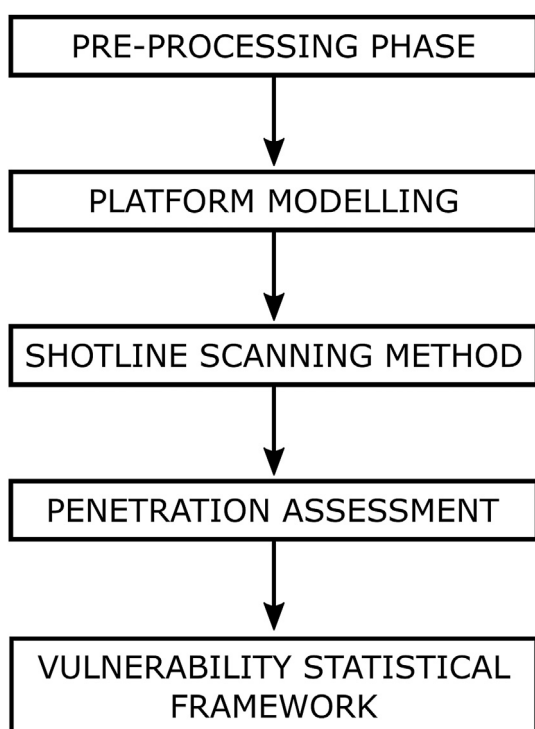 PRE-PROCESSING PHASE
PLATFORM MODELLING
SHOTLINE SCANNING METHOD
PENETRATION ASSESSMENT
VULNERABILITY STATISTICAL
FRAMEWORK